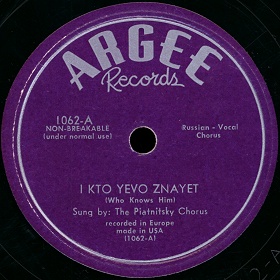 ARGEE
Records
1062-A
NON-BREAKABLE
(under normal use)
Russian - Vocal
Chorus
I KTO YEVO ZNAYET
(Who Knows Him)
Sung by: The Piatnitsky Chorus
recorded in Europe
made in USA
(1062-A)